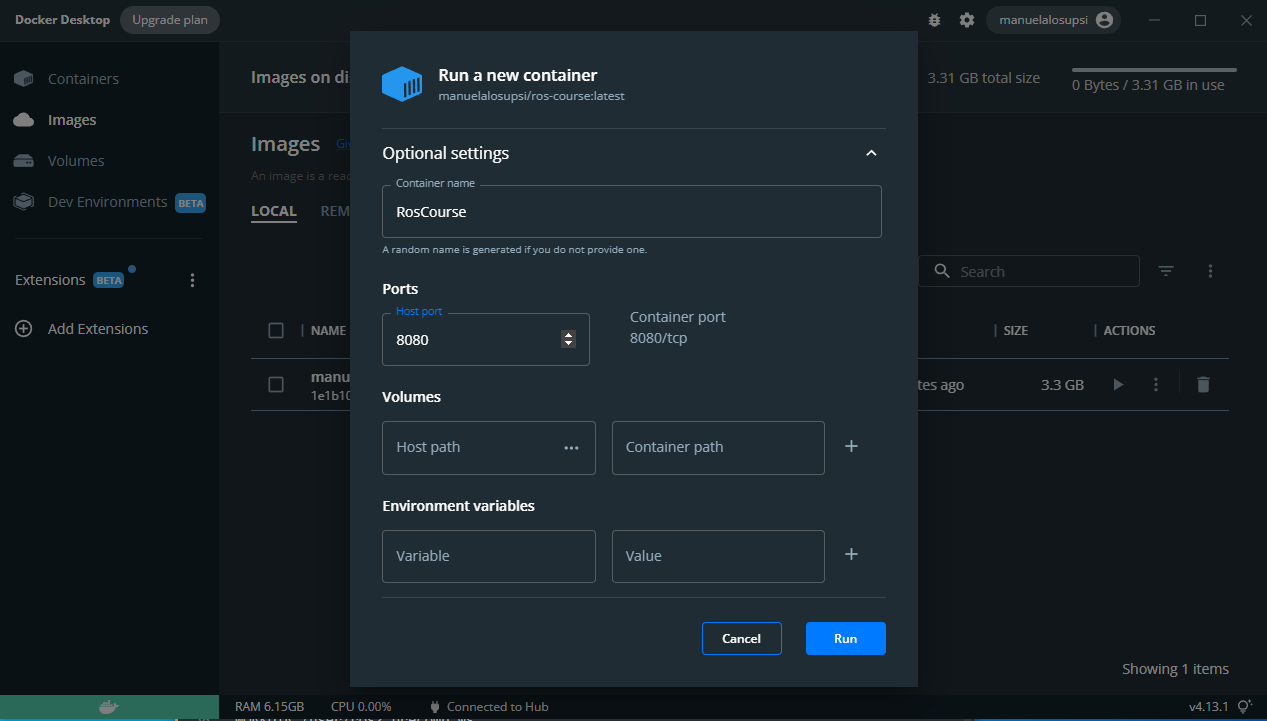 Docker Desktop
Upgrade plan
manuelalosupsi
Containers
Images
Volumes
Dev Environments BETA
Extensions BETA
Add Extensions
Images on di
3.31 GB total size
0 Bytes / 3.31 GB in use
Images Gi
An image is a read
LOCAL REM
Search
NAME
SIZE
ACTIONS
manu
1e1b10
tes ago
3.3 GB
Showing 1 items
Run a new container
manuelalosupsi/ros-course:latest
Optional settings
Container name
RosCourse
A random name is generated if you do not provide one.
Ports
Host port
8080
Container port
8080/tcp
Volumes
Host path
Container path
Environment variables
Variable
Value
Cancel
Run
RAM 6.15GB CPU 0.00% Connected to Hub
v4.13.1